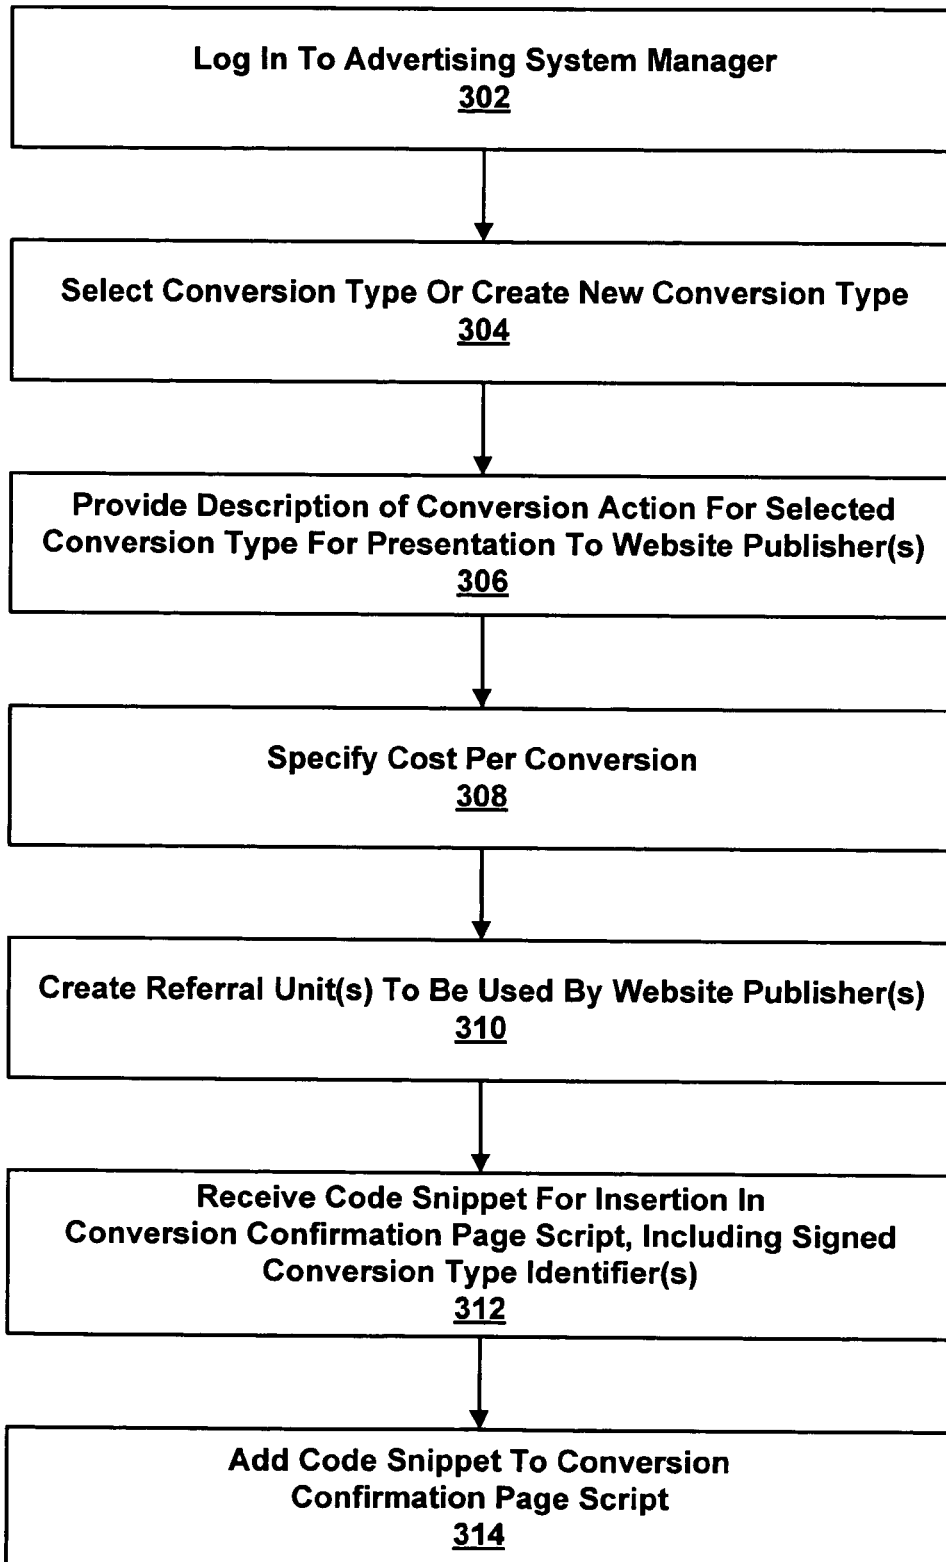 Log In To Advertising System Manager
302
Select Conversion Type Or Create New Conversion Type
304
Provide Description of Conversion Action For Selected
Conversion Type For Presentation To Website Publisher(s)
306
Specify Cost Per Conversion
308
Create Referral Unit(s) To Be Used By Website Publisher(s)
310
Receive Code Snippet For Insertion In
Conversion Confirmation Page Script, Including Signed
Conversion Type Identifier(s)
312
Add Code Snippet To Conversion
Confirmation Page Script
314